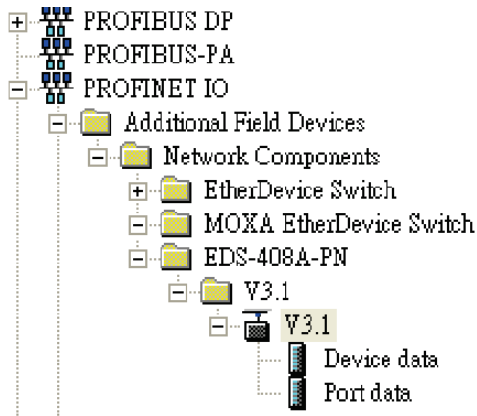 PROFIBUS DP
PROFIBUS-PA
PROFINET IO
Additional Field Devices
Network Components
EtherDevice Switch
MOXA EtherDevice Switch
EDS-408A-PN
V3.1
V3.1
Device data
Port data